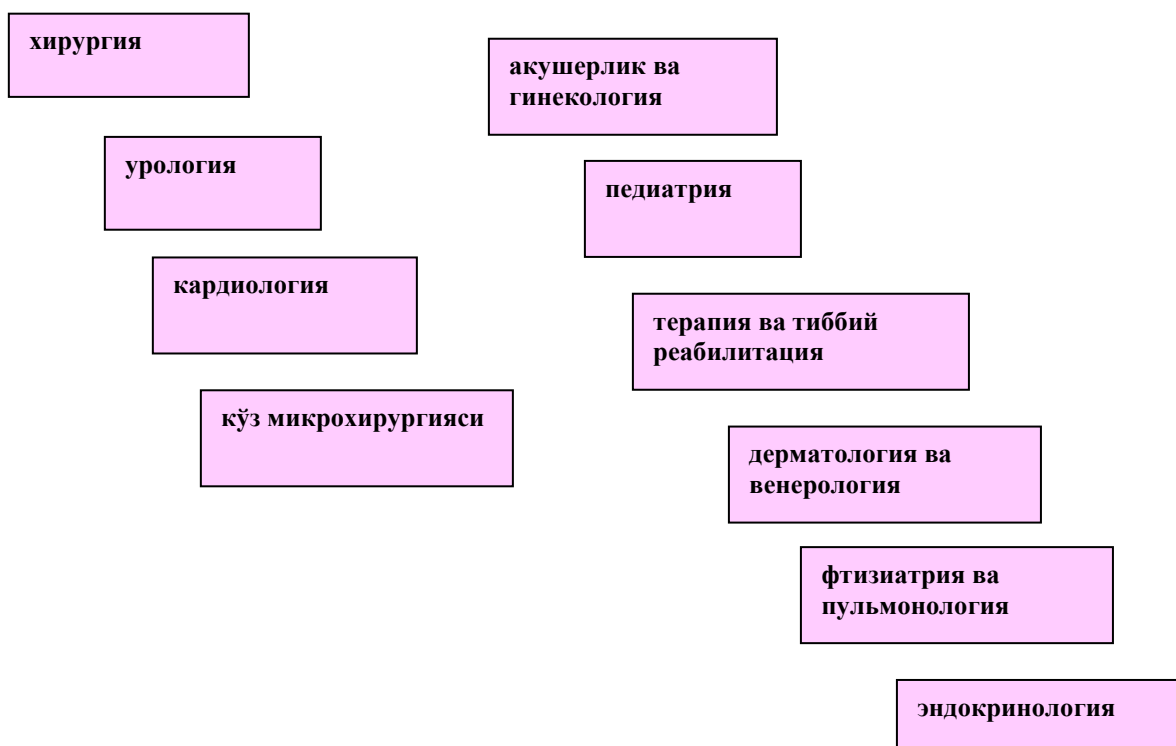 хирургия
урология
кардиология
кўз микрохирургияси
акушерлик ва
гинекология
педиатрия
терапия ва тиббий
реабилитация
дерматология ва
венерология
фтизиатрия ва
пульмонология
эндокринология